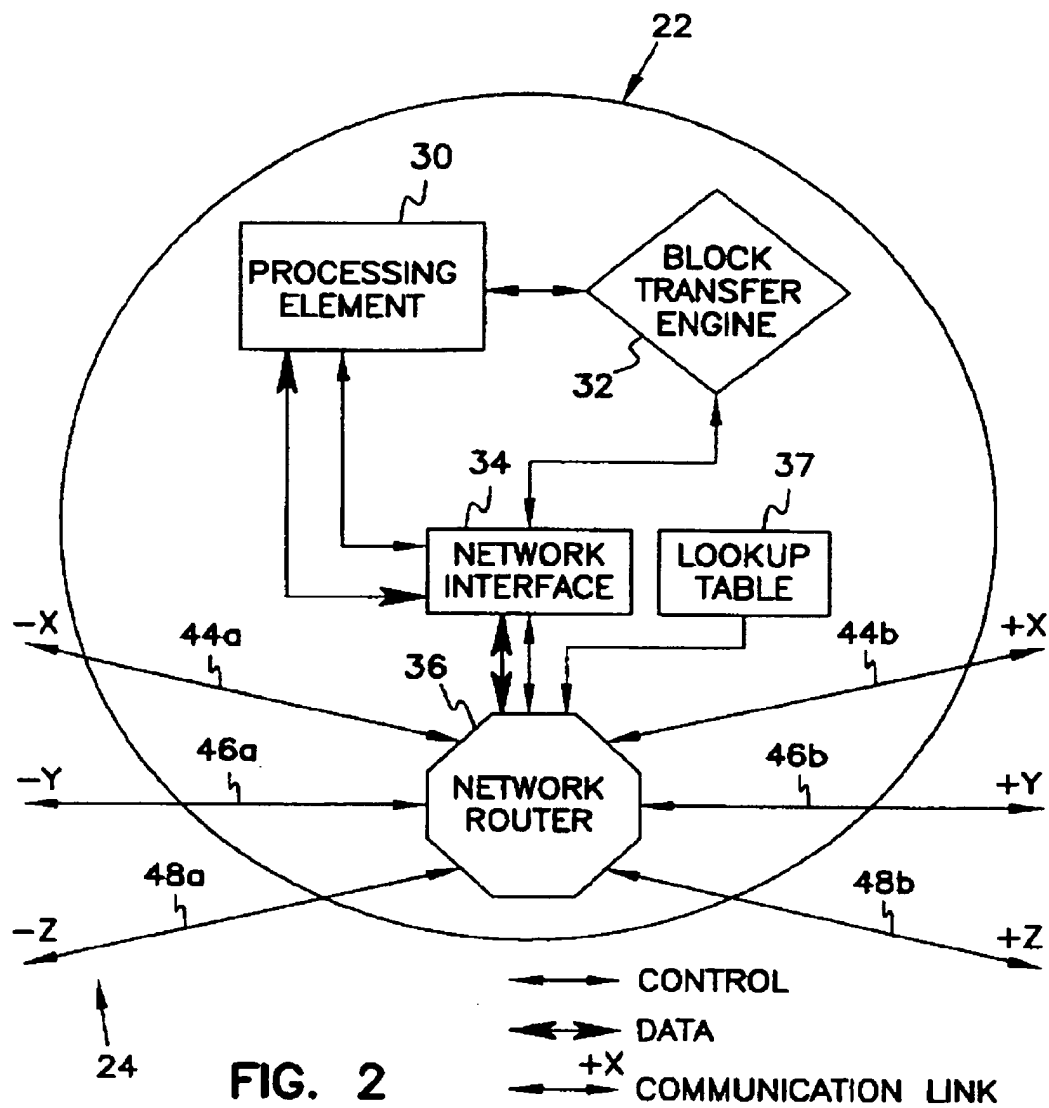 22
30
PROCESSING
ELEMENT
BLOCK
TRANSFER
ENGINE
32
34
37
NETWORK
INTERFACE
LOOKUP
TABLE
-X
44a
44b
+X
36
-Y
46a
46b
+Y
NETWORK
ROUTER
-Z
48a
48b
+Z
24
CONTROL
DATA
+X
COMMUNICATION LINK
FIG. 2